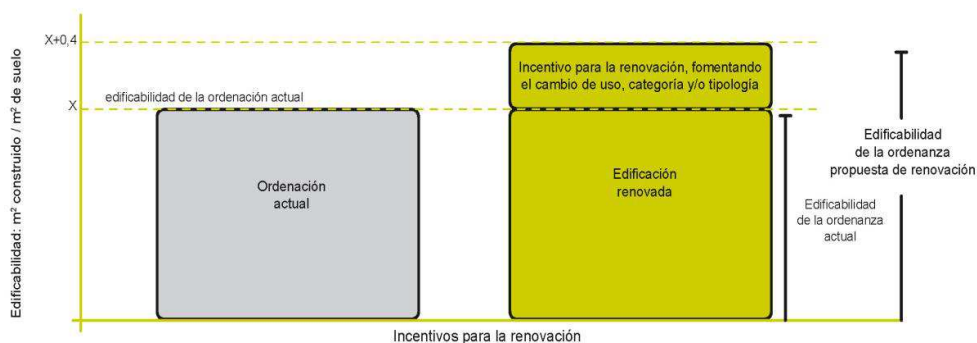 X+0,4
Incentivo para la renovación, fomentando
el cambio de uso, categoría y/o tipología
edificabilidad de la ordenación actual
X
Edificabilidad: m² construido / m² de suelo
Ordenación
actual
Edificación
renovada
Edificabilidad
de la ordenanza
actual
Edificabilidad
de la ordenanza
propuesta de renovación
Incentivos para la renovación